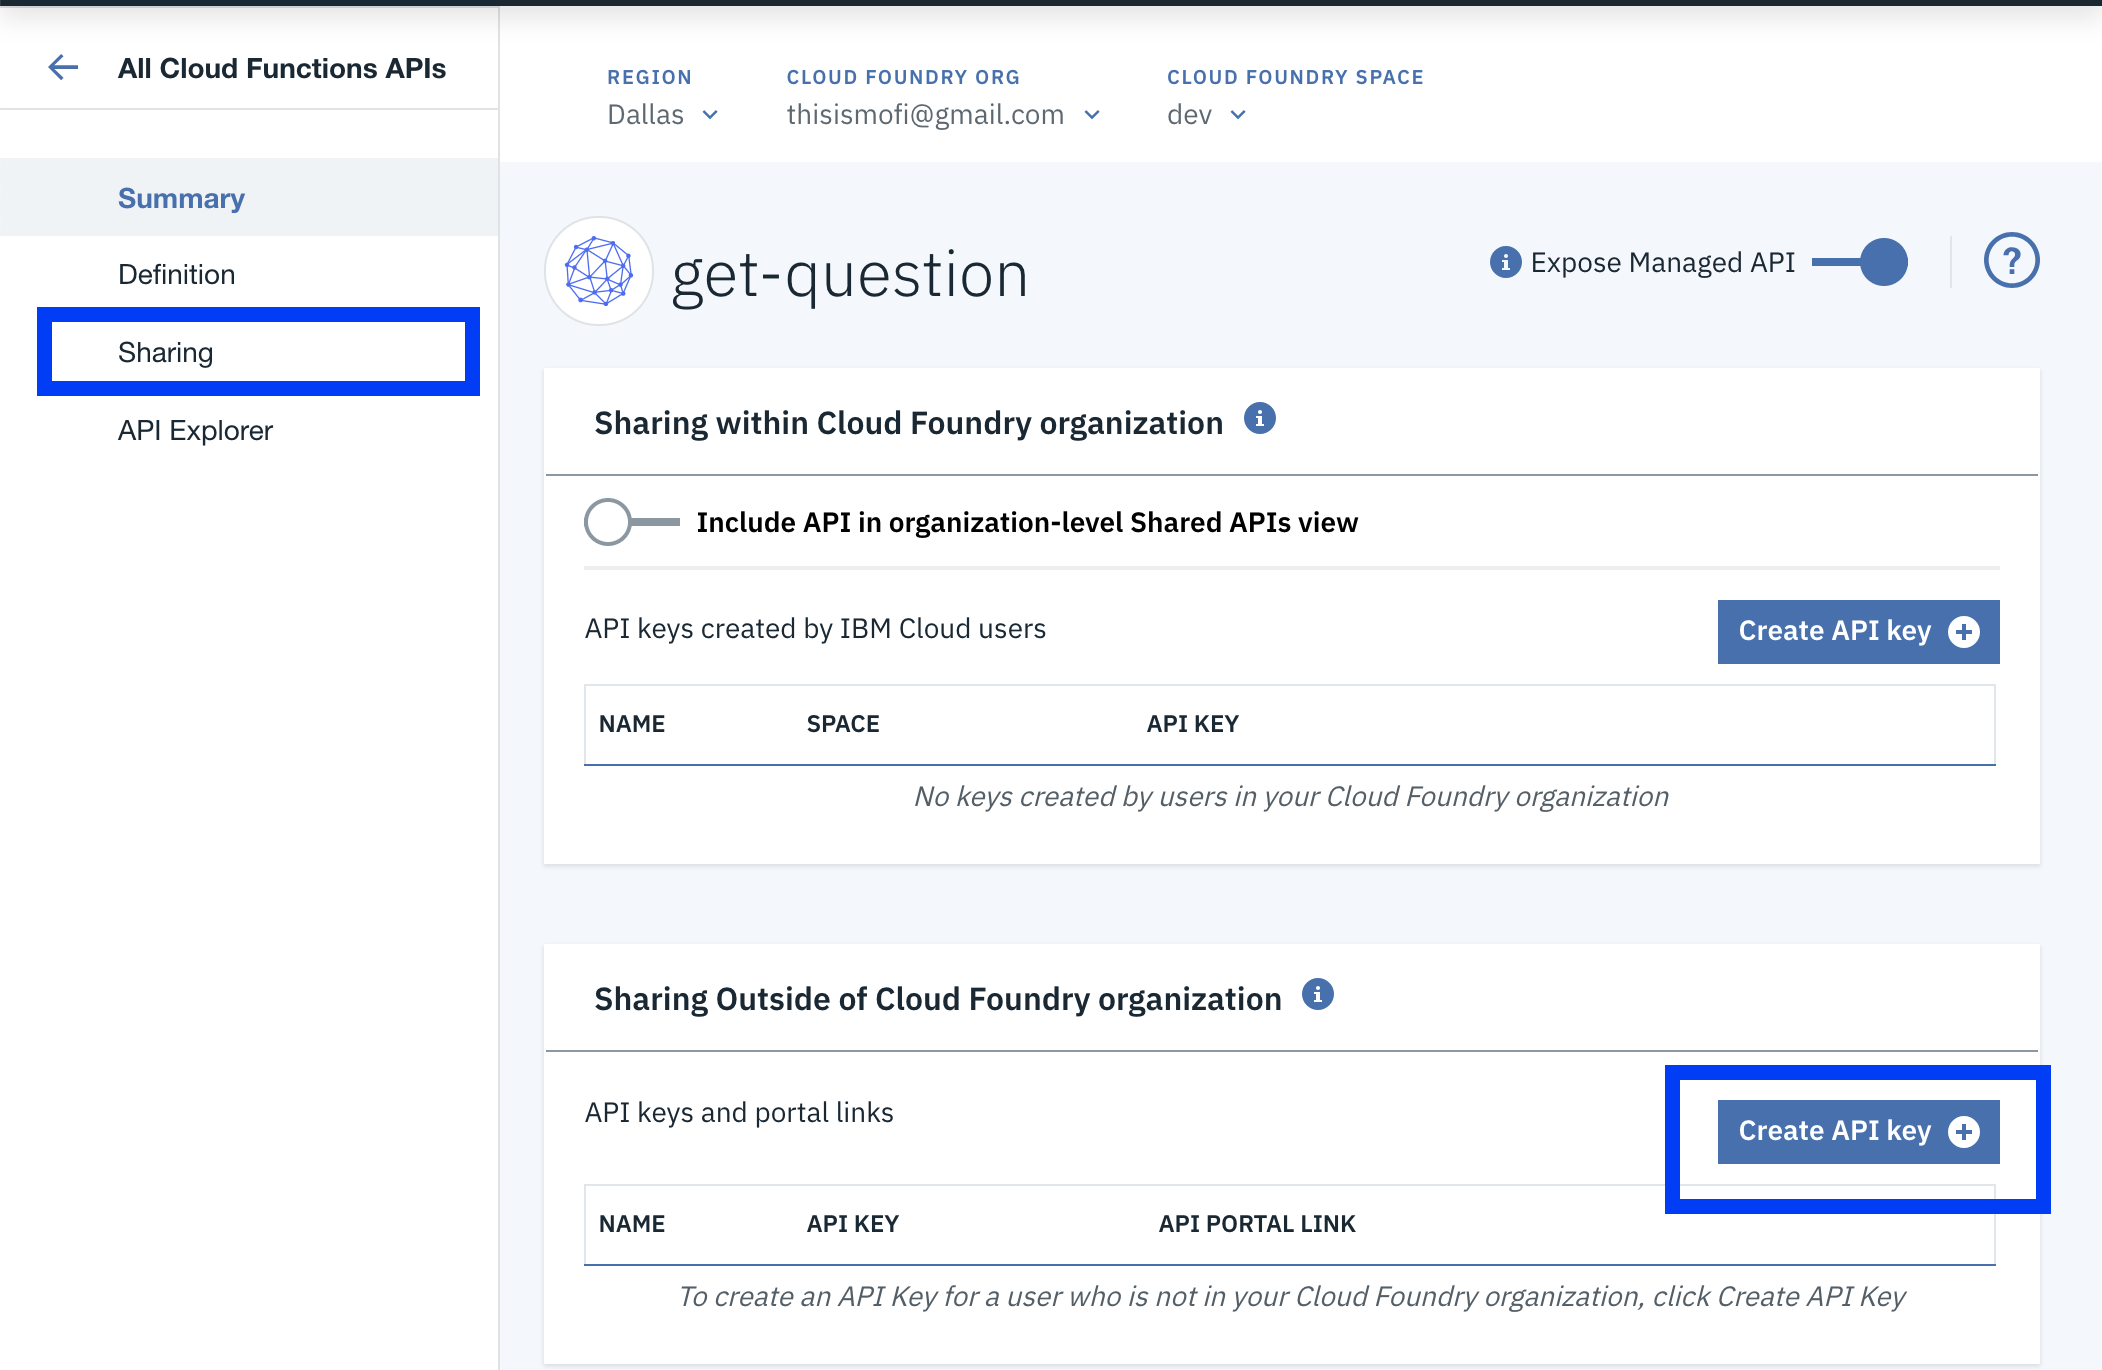 All Cloud Functions APIs
Summary
Definition
Sharing
API Explorer
REGION
Dallas
CLOUD FOUNDRY ORG
thisismofi@gmail.com
CLOUD FOUNDRY SPACE
dev
get-question
Expose Managed API
?
Sharing within Cloud Foundry organization
Include API in organization-level Shared APIs view
API keys created by IBM Cloud users
Create API key
NAME SPACE API KEY
No keys created by users in your Cloud Foundry organization
Sharing Outside of Cloud Foundry organization
API keys and portal links
Create API key
NAME API KEY API PORTAL LINK
To create an API Key for a user who is not in your Cloud Foundry organization, click Create API Key